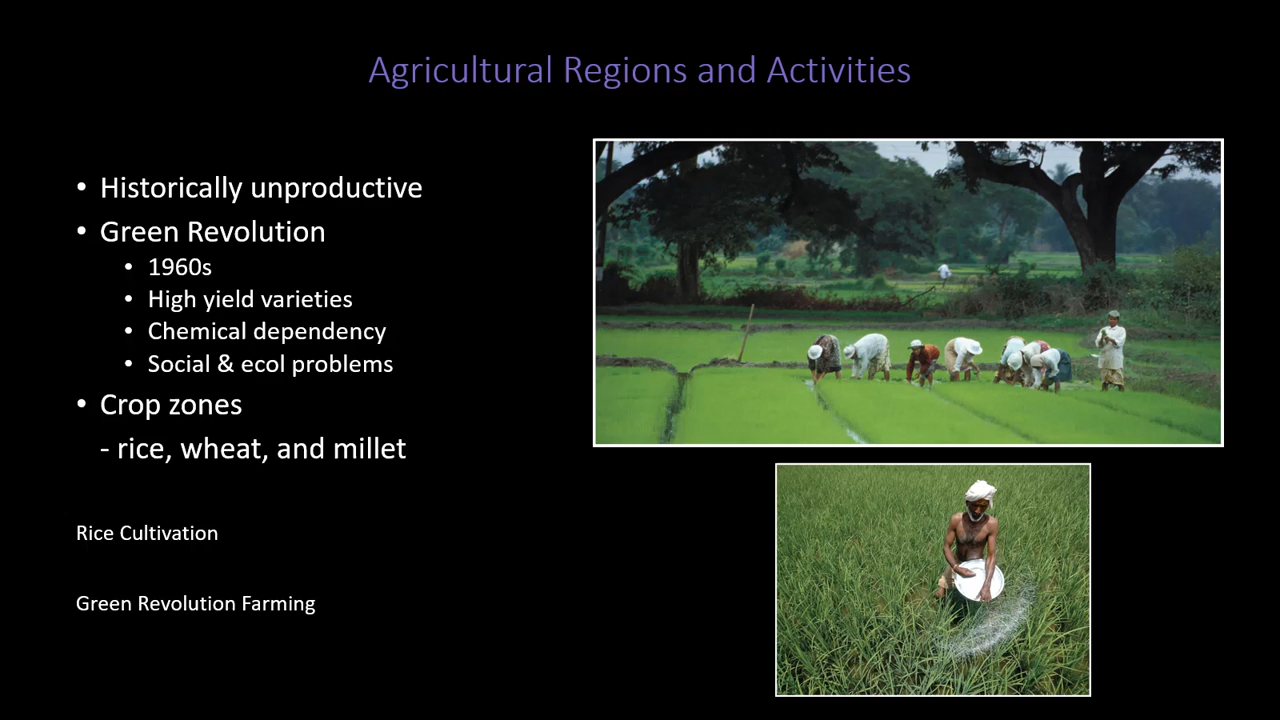 Agricultural Regions and Activities
• Historically unproductive
• Green Revolution
• 1960s
• High yield varieties
• Chemical dependency
• Social & ecol problems
• Crop zones
- rice, wheat, and millet
Rice Cultivation
Green Revolution Farming